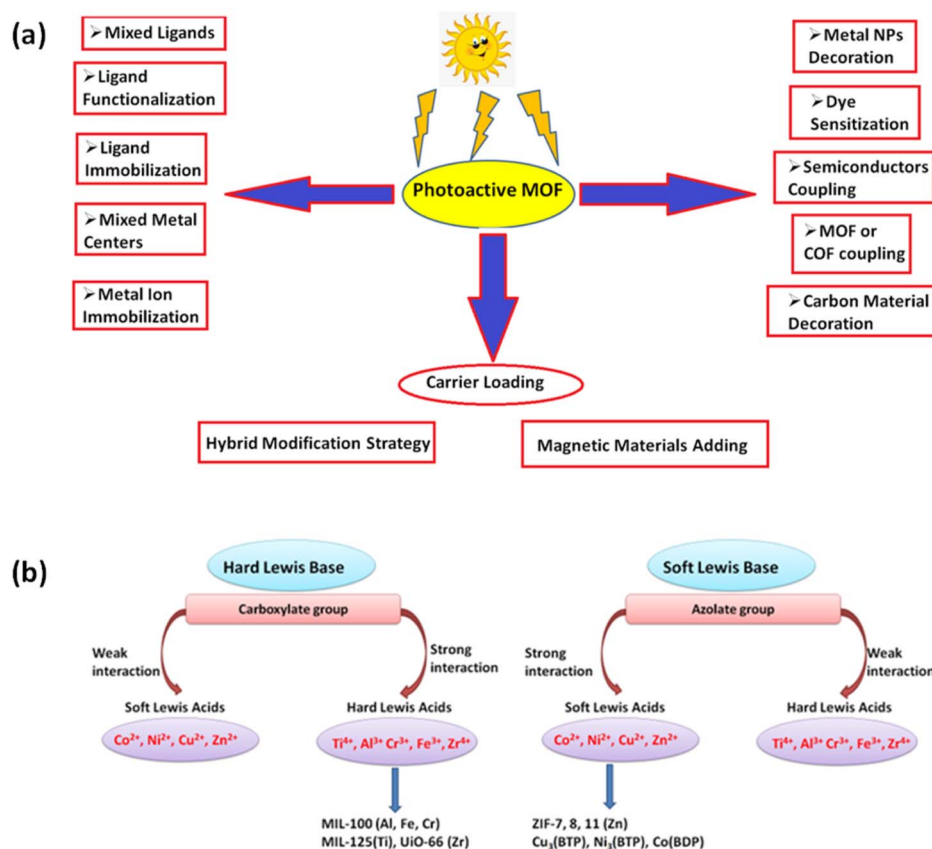 (a)
➢Mixed Ligands
➢Ligand
Functionalization
➢Ligand
Immobilization
➢Mixed Metal
Centers
➢Metal Ion
Immobilization
Photoactive MOF
➢Metal NPs
Decoration
➢Dye
Sensitization
➢Semiconductors
Coupling
➢MOF or
COF coupling
➢Carbon Material
Decoration
Carrier Loading
Hybrid Modification Strategy
Magnetic Materials Adding
(b)
Hard Lewis Base
Carboxylate group
Weak
interaction
Strong
interaction
Soft Lewis Acids
Hard Lewis Acids
Co²⁺, Ni²⁺, Cu²⁺, Zn²⁺
Ti⁴⁺, Al³⁺ Cr³⁺, Fe³⁺, Zr⁴⁺
MIL-100 (Al, Fe, Cr)
MIL-125(Ti), UiO-66 (Zr)
Soft Lewis Base
Azolate group
Strong
interaction
Weak
interaction
Soft Lewis Acids
Hard Lewis Acids
Co²⁺, Ni²⁺, Cu²⁺, Zn²⁺
Ti⁴⁺, Al³⁺ Cr³⁺, Fe³⁺, Zr⁴⁺
ZIF-7, 8, 11 (Zn)
Cu₃(BTP), Ni₃(BTP), Co(BDP)